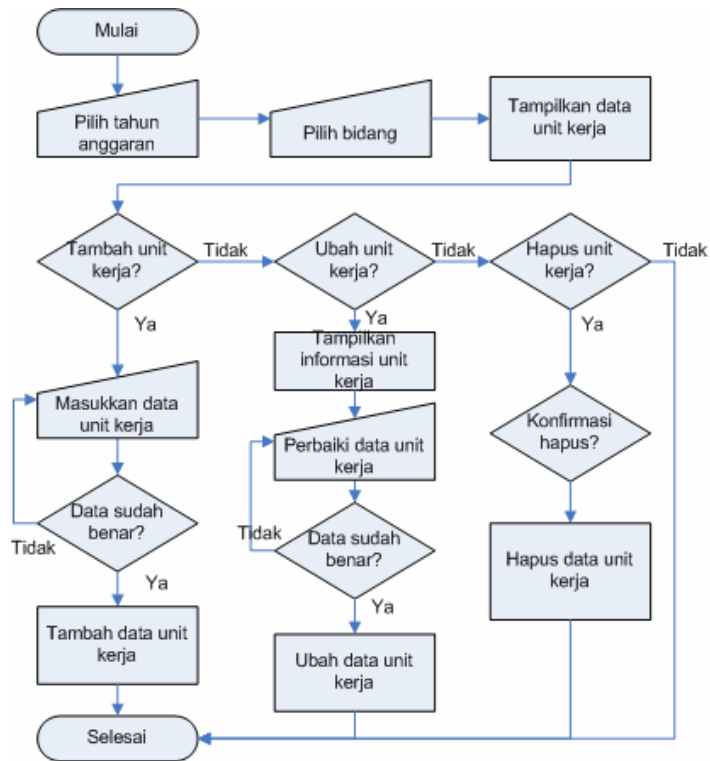 Mulai
Pilih tahun
anggaran
Pilih bidang
Tampilkan data
unit kerja
Tambah unit
kerja?
Tidak
Ubah unit
kerja?
Tidak
Hapus unit
kerja?
Tidak
Ya
Ya
Ya
Tampilkan
informasi unit
kerja
Masukkan data
unit kerja
Perbaiki data unit
kerja
Konfirmasi
hapus?
Data sudah
benar?
Tidak
Ya
Data sudah
benar?
Tidak
Ya
Hapus data unit
kerja
Tambah data unit
kerja
Ubah data unit
kerja
Selesai